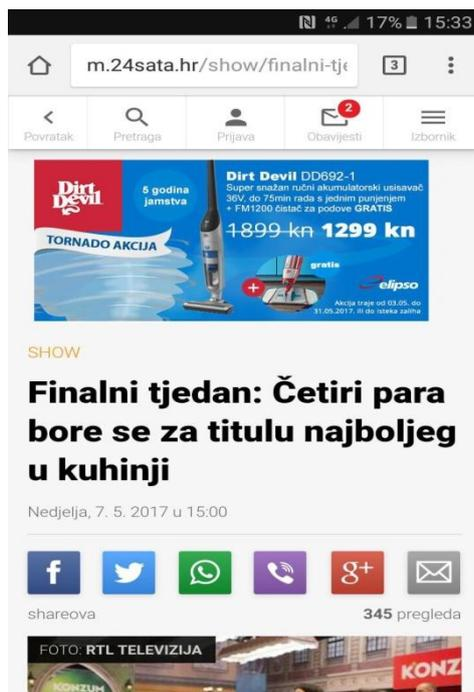 4G 17% 15:33
m.24sata.hr/show/finalni-tje
3
2
Povratak Pretraga Prijava Obavijesti Izbornik
Dirt Devil
5 godina
jamstva
TORNADO AKCIJA
Dirt Devil DD692-1
Super snažan ručni akumulatorski usisavač
36V, do 75min rada s jednim punjenjem
+ FM1200 čistač za podove GRATIS
1899 kn 1299 kn
gratis
+
elipso
Akcija traje od 03.05. do
31.05.2017. ili do isteka zaliha
SHOW
Finalni tjedan: Četiri para
bore se za titulu najboljeg
u kuhinji
Nedjelja, 7. 5. 2017 u 15:00
f g+
shareova 345 pregleda
FOTO: RTL TELEVIZIJA
KONZUM KONZ